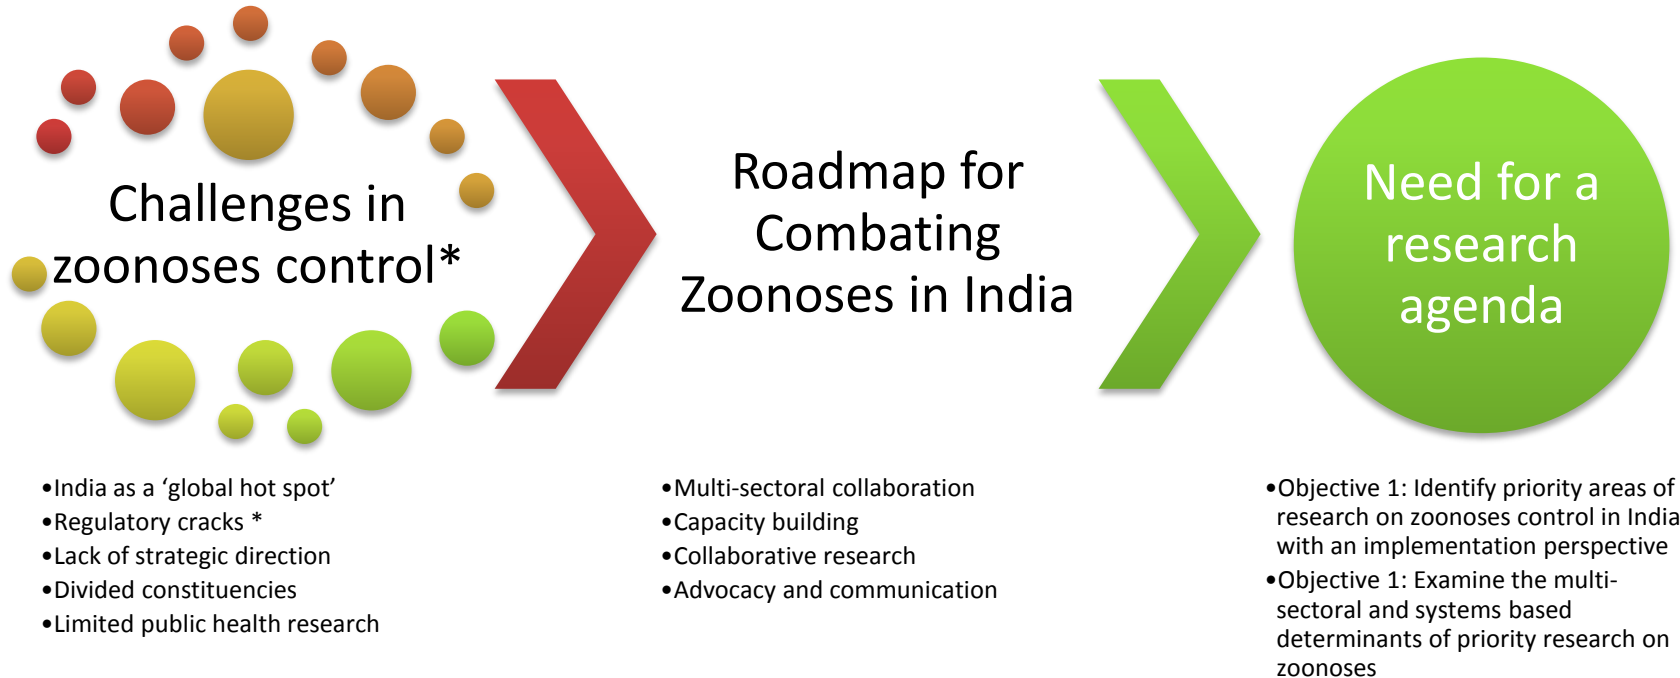 Challenges in
zoonoses control*
•India as a ‘global hot spot’
•Regulatory cracks *
•Lack of strategic direction
•Divided constituencies
•Limited public health research
Roadmap for
Combating
Zoonoses in India
•Multi-sectoral collaboration
•Capacity building
•Collaborative research
•Advocacy and communication
Need for a
research
agenda
•Objective 1: Identify priority areas of
research on zoonoses control in India
with an implementation perspective
•Objective 1: Examine the multi-
sectoral and systems based
determinants of priority research on
zoonoses